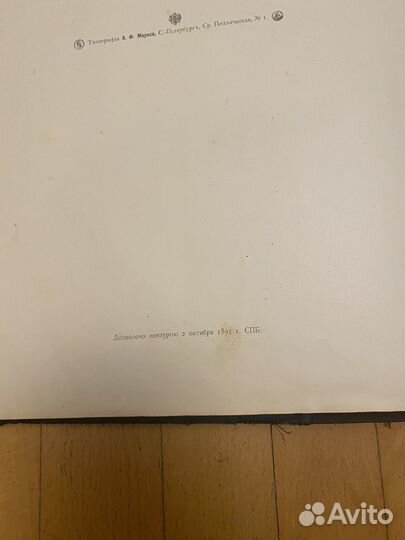 Типографія А. Ф. Маркса, С.-Петербургъ, Ср. Подъяческая, № 1.
Дозволено цензурою 2 октября 1895 г. СПБ.
Avito